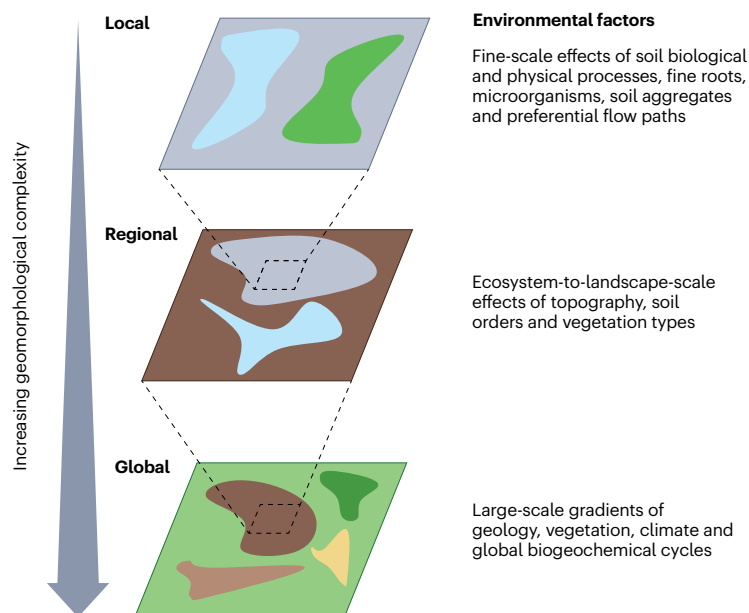 Local
Environmental factors
Fine-scale effects of soil biological
and physical processes, fine roots,
microorganisms, soil aggregates
and preferential flow paths
Increasing geomorphological complexity
Regional
Ecosystem-to-landscape-scale
effects of topography, soil
orders and vegetation types
Global
Large-scale gradients of
geology, vegetation, climate and
global biogeochemical cycles